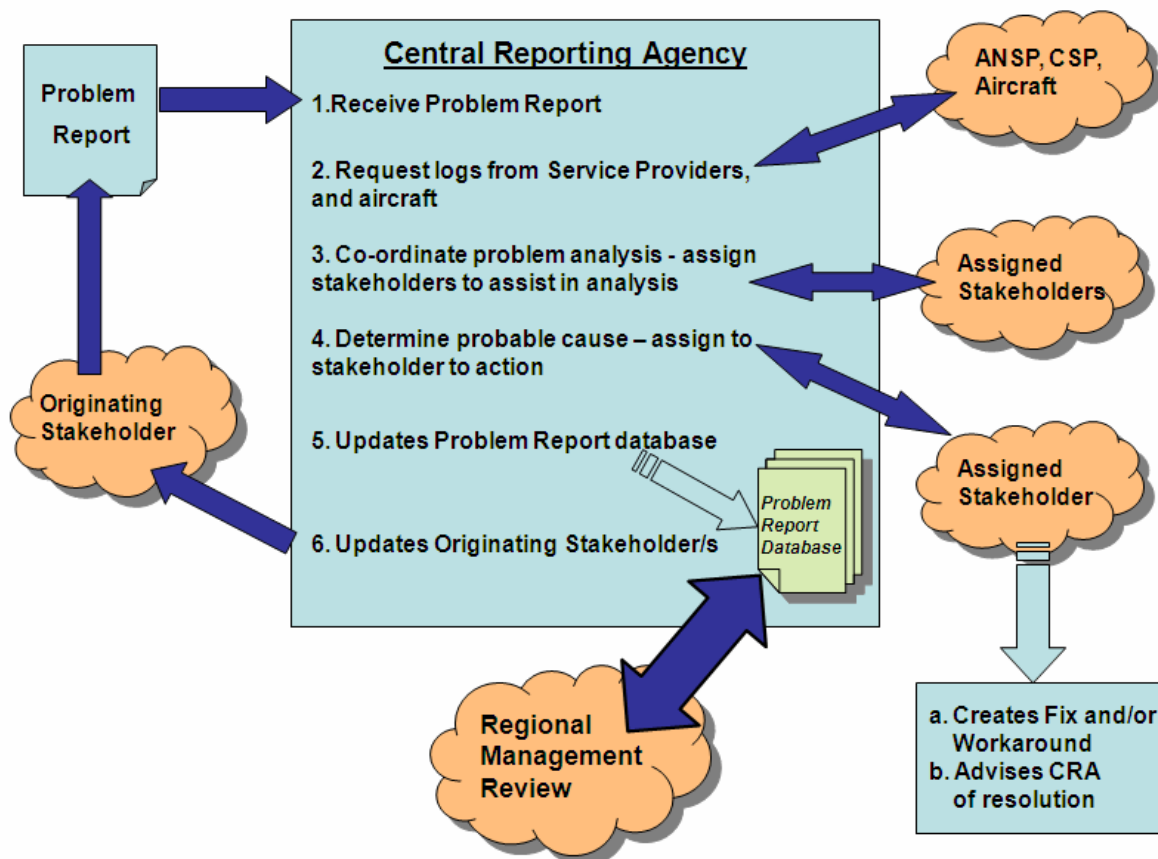 Problem
Report
Central Reporting Agency
1.Receive Problem Report
2. Request logs from Service Providers,
and aircraft
3. Co-ordinate problem analysis - assign
stakeholders to assist in analysis
4. Determine probable cause – assign to
stakeholder to action
5. Updates Problem Report database
6. Updates Originating Stakeholder/s
Problem
Report
Database
ANSP, CSP,
Aircraft
Assigned
Stakeholders
Assigned
Stakeholder
Originating
Stakeholder
Regional
Management
Review
a. Creates Fix and/or
Workaround
b. Advises CRA
of resolution